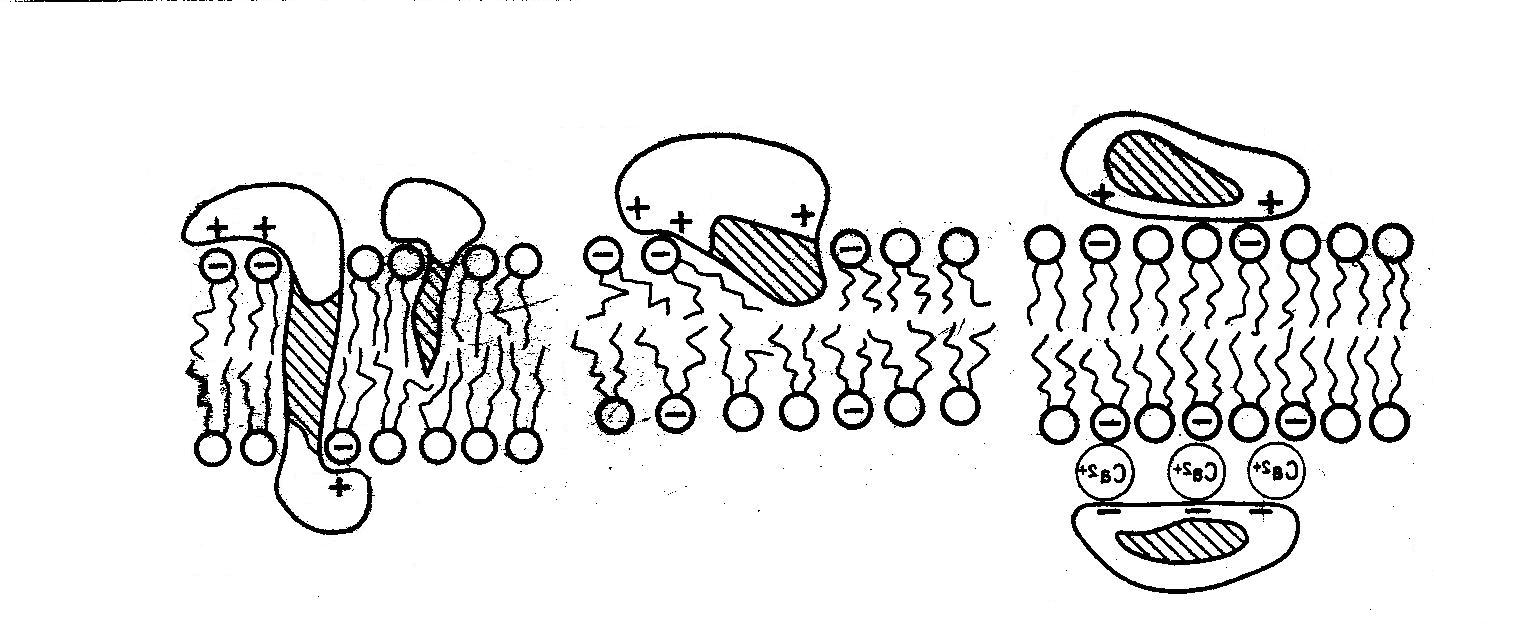 + +
− −
−
+
+ + +
− − −
− −
+ +
− −
− − −
Ca2+ Ca2+ Ca2+
− − −